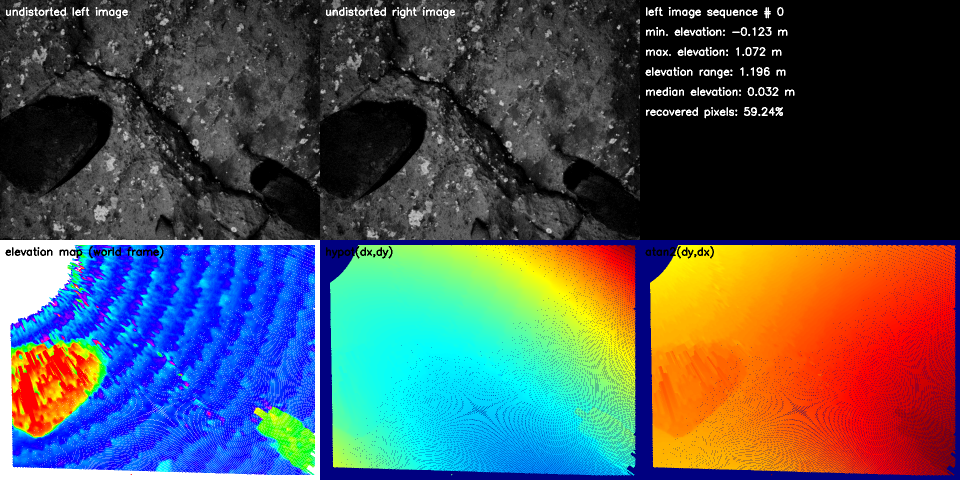 undistorted left image
undistorted right image
left image sequence # 0
min. elevation: -0.123 m
max. elevation: 1.072 m
elevation range: 1.196 m
median elevation: 0.032 m
recovered pixels: 59.24%
elevation map (world frame)
hypot(dx,dy)
atan2(dy,dx)